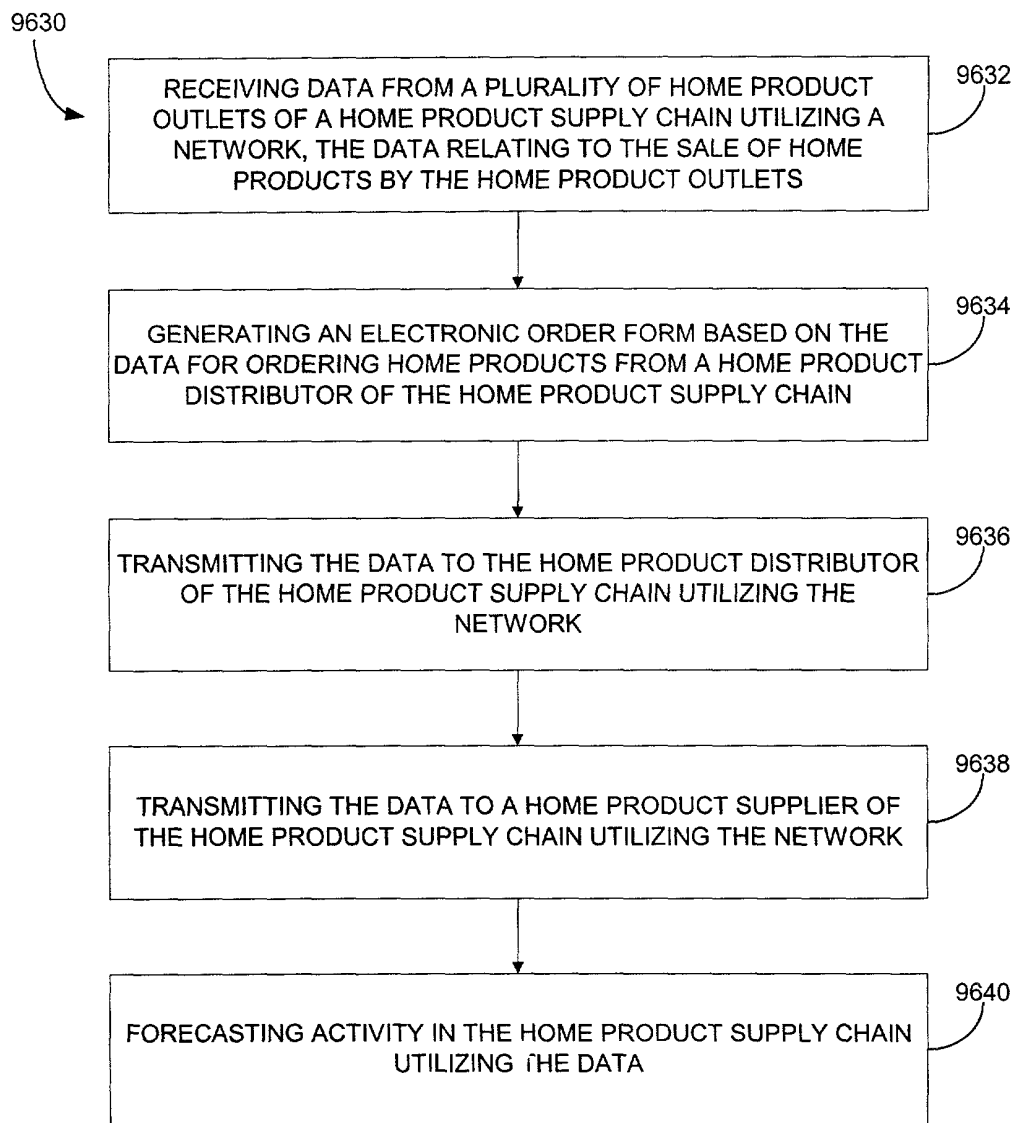 9630
RECEIVING DATA FROM A PLURALITY OF HOME PRODUCT
OUTLETS OF A HOME PRODUCT SUPPLY CHAIN UTILIZING A
NETWORK, THE DATA RELATING TO THE SALE OF HOME
PRODUCTS BY THE HOME PRODUCT OUTLETS
9632
GENERATING AN ELECTRONIC ORDER FORM BASED ON THE
DATA FOR ORDERING HOME PRODUCTS FROM A HOME PRODUCT
DISTRIBUTOR OF THE HOME PRODUCT SUPPLY CHAIN
9634
TRANSMITTING THE DATA TO THE HOME PRODUCT DISTRIBUTOR
OF THE HOME PRODUCT SUPPLY CHAIN UTILIZING THE
NETWORK
9636
TRANSMITTING THE DATA TO A HOME PRODUCT SUPPLIER OF
THE HOME PRODUCT SUPPLY CHAIN UTILIZING THE NETWORK
9638
FORECASTING ACTIVITY IN THE HOME PRODUCT SUPPLY CHAIN
UTILIZING THE DATA
9640